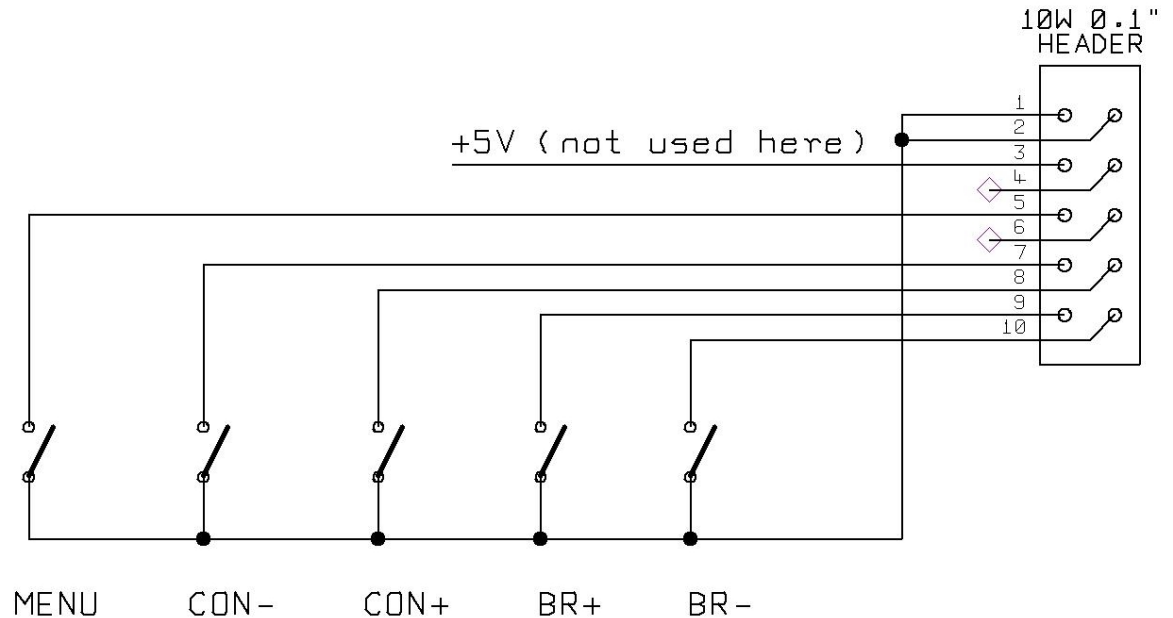 10W 0.1"
HEADER
1
2
+5V (not used here)
3
4
5
6
7
8
9
10
MENU CON- CON+ BR+ BR-